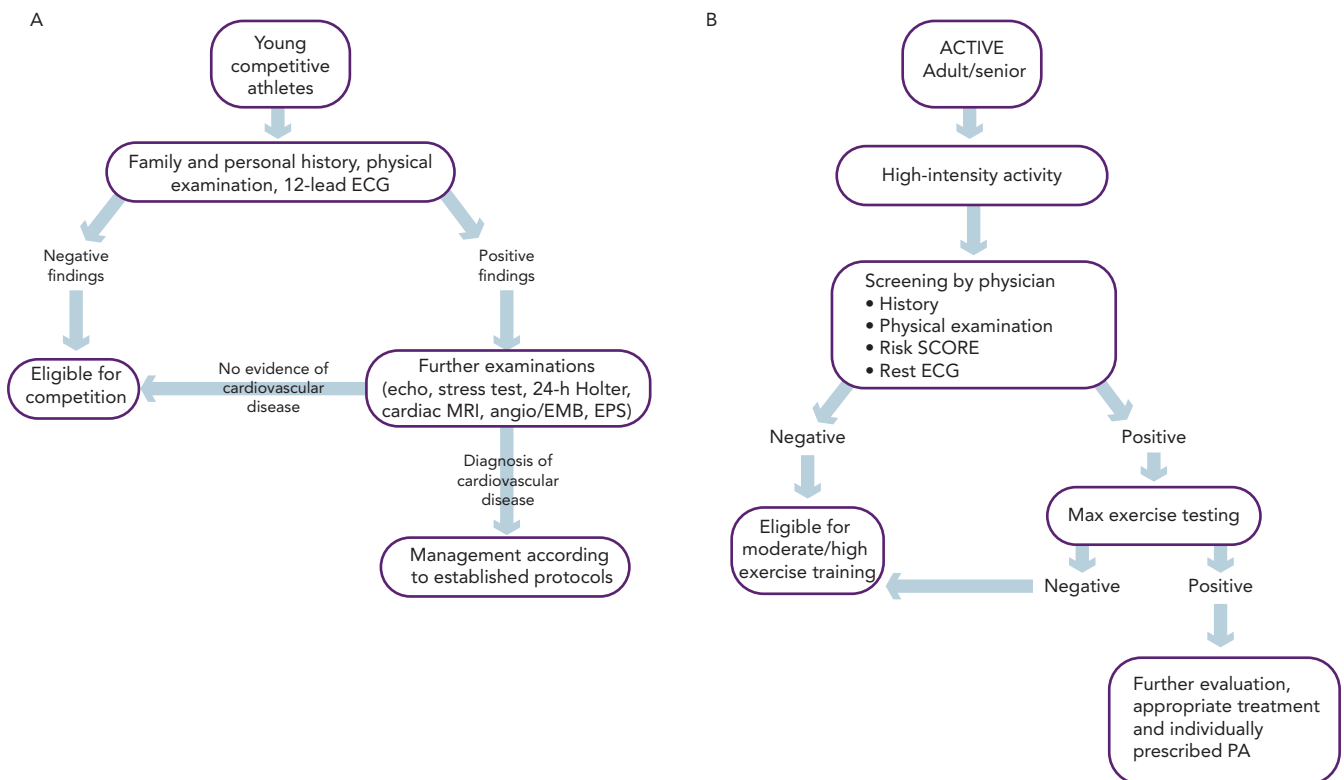 A
Young
competitive
athletes
Family and personal history, physical
examination, 12-lead ECG
Negative
findings
Positive
findings
Eligible for
competition
No evidence of
cardiovascular
disease
Further examinations
(echo, stress test, 24-h Holter,
cardiac MRI, angio/EMB, EPS)
Diagnosis of
cardiovascular
disease
Management according
to established protocols
B
ACTIVE
Adult/senior
High-intensity activity
Screening by physician
• History
• Physical examination
• Risk SCORE
• Rest ECG
Negative
Positive
Eligible for
moderate/high
exercise training
Max exercise testing
Negative
Positive
Further evaluation,
appropriate treatment
and individually
prescribed PA